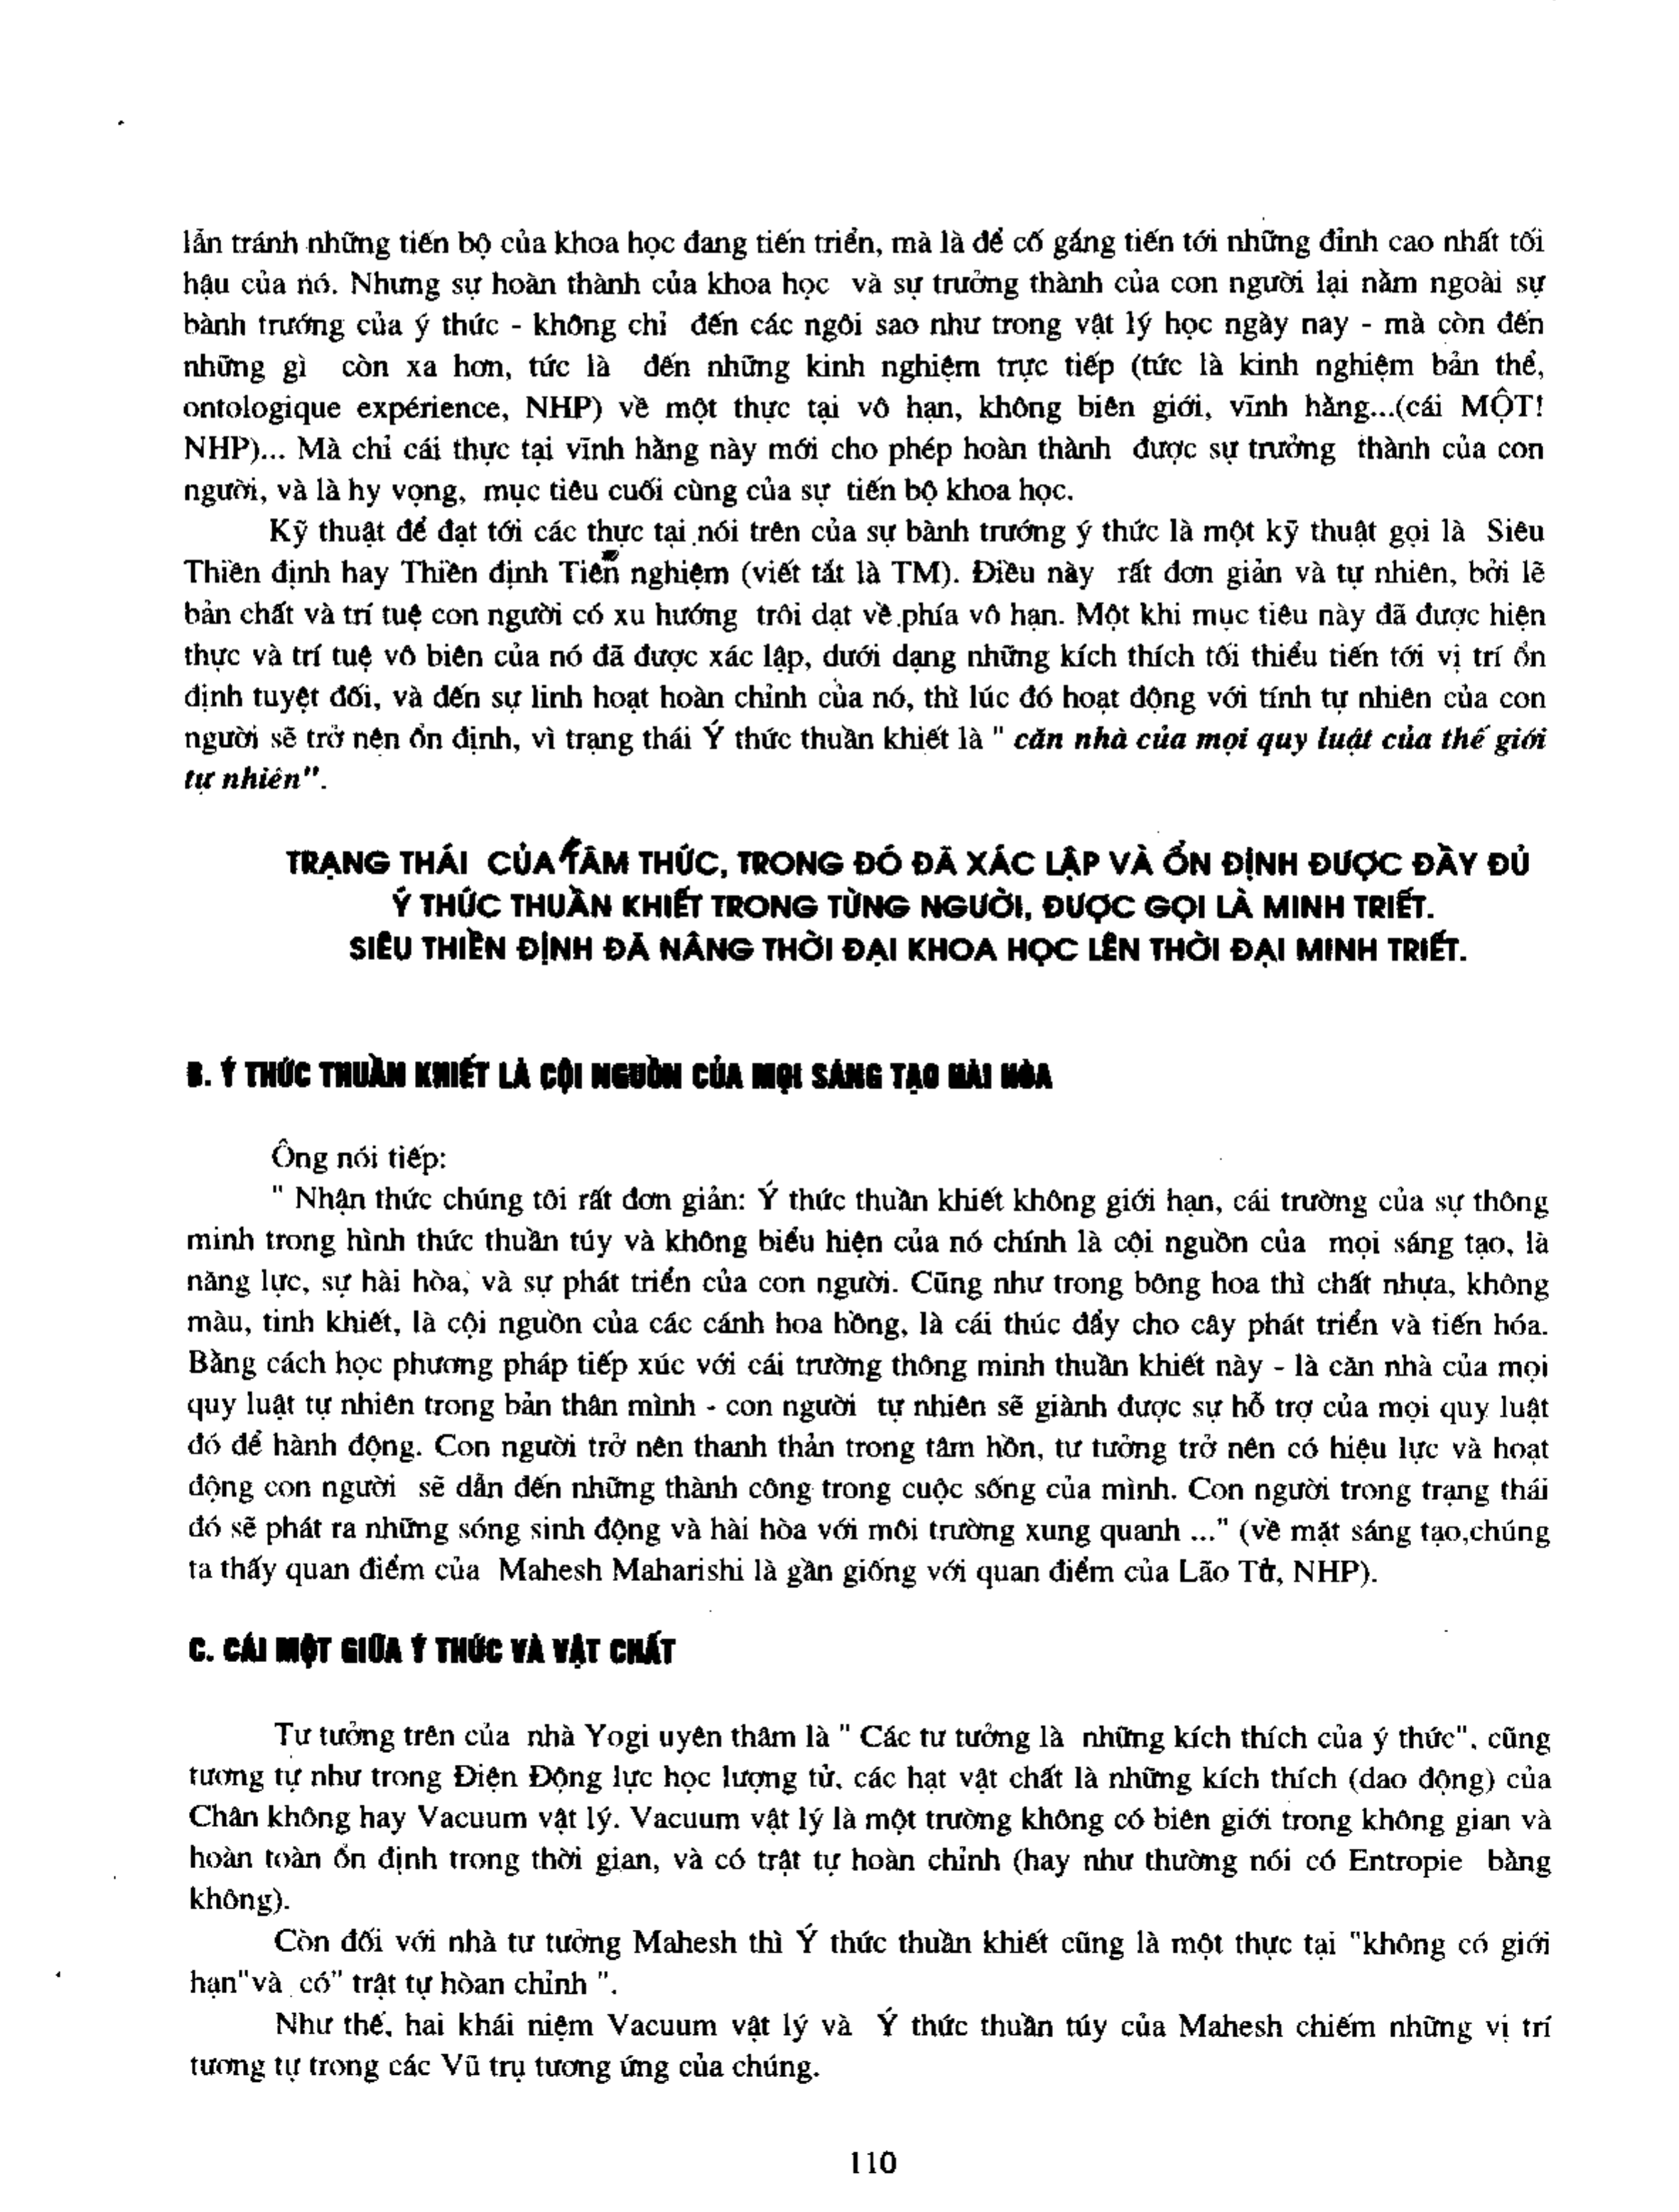 lẩn tránh những tiến bộ của khoa học đang tiến triển, mà là để cố gắng tiến tới những đỉnh cao nhất tối
hậu của nó. Nhưng sự hoàn thành của khoa học và sự trưởng thành của con người lại nằm ngoài sự
bành trướng của ý thức - không chỉ đến các ngôi sao như trong vật lý học ngày nay - mà còn đến
những gì còn xa hơn, tức là đến những kinh nghiệm trực tiếp (tức là kinh nghiệm bản thể,
ontologique expérience, NHP) về một thực tại vô hạn, không biên giới, vĩnh hằng...(cái MỘT!
NHP)... Mà chỉ cái thực tại vĩnh hằng này mới cho phép hoàn thành được sự trưởng thành của con
người, và là hy vọng, mục tiêu cuối cùng của sự tiến bộ khoa học.
Kỹ thuật để đạt tới các thực tại nói trên của sự bành trướng ý thức là một kỹ thuật gọi là Siêu
Thiền định hay Thiền định Tiên nghiệm (viết tắt là TM). Điều này rất đơn giản và tự nhiên, bởi lẽ
bản chất và trí tuệ con người có xu hướng trôi dạt về phía vô hạn. Một khi mục tiêu này đã được hiện
thực và trí tuệ vô biên của nó đã được xác lập, dưới dạng những kích thích tối thiểu tiến tới vị trí ổn
định tuyệt đối, và đến sự linh hoạt hoàn chỉnh của nó, thì lúc đó hoạt động với tính tự nhiên của con
người sẽ trở nện ổn định, vì trạng thái Ý thức thuần khiết là " căn nhà của mọi quy luật của thế giới
tự nhiên".
TRẠNG THÁI CỦA TÂM THỨC, TRONG ĐÓ ĐÃ XÁC LẬP VÀ ỔN ĐỊNH ĐƯỢC ĐẦY ĐỦ
Ý THỨC THUẦN KHIẾT TRONG TỪNG NGƯỜI, ĐƯỢC GỌI LÀ MINH TRIẾT.
SIÊU THIỀN ĐỊNH ĐÃ NÂNG THỜI ĐẠI KHOA HỌC LÊN THỜI ĐẠI MINH TRIẾT.
B. Ý THỨC THUẦN KHIẾT LÀ CỘI NGUỒN CỦA MỌI SÁNG TẠO HÀI HÒA
Ông nói tiếp:
" Nhận thức chúng tôi rất đơn giản: Ý thức thuần khiết không giới hạn, cái trường của sự thông
minh trong hình thức thuần túy và không biểu hiện của nó chính là cội nguồn của mọi sáng tạo, là
năng lực, sự hài hòa, và sự phát triển của con người. Cũng như trong bông hoa thì chất nhựa, không
màu, tinh khiết, là cội nguồn của các cánh hoa hồng, là cái thúc đẩy cho cây phát triển và tiến hóa.
Bằng cách học phương pháp tiếp xúc với cái trường thông minh thuần khiết này - là căn nhà của mọi
quy luật tự nhiên trong bản thân mình - con người tự nhiên sẽ giành được sự hỗ trợ của mọi quy luật
đó để hành động. Con người trở nên thanh thản trong tâm hồn, tư tưởng trở nên có hiệu lực và hoạt
động con người sẽ dẫn đến những thành công trong cuộc sống của mình. Con người trong trạng thái
đó sẽ phát ra những sóng sinh động và hài hòa với môi trường xung quanh ..." (về mặt sáng tạo,chúng
ta thấy quan điểm của Mahesh Maharishi là gần giống với quan điểm của Lão Tử, NHP).
C. CÁI MỘT GIỮA Ý THỨC VÀ VẬT CHẤT
Tư tưởng trên của nhà Yogi uyên thâm là " Các tư tưởng là những kích thích của ý thức", cũng
tương tự như trong Điện Động lực học lượng tử, các hạt vật chất là những kích thích (dao động) của
Chân không hay Vacuum vật lý. Vacuum vật lý là một trường không có biên giới trong không gian và
hoàn toàn ổn định trong thời gian, và có trật tự hoàn chỉnh (hay như thường nói có Entropie bằng
không).
Còn đối với nhà tư tưởng Mahesh thì Ý thức thuần khiết cũng là một thực tại "không có giới
hạn"và có" trật tự hòan chỉnh ".
Như thế, hai khái niệm Vacuum vật lý và Ý thức thuần túy của Mahesh chiếm những vị trí
tương tự trong các Vũ trụ tương ứng của chúng.
110